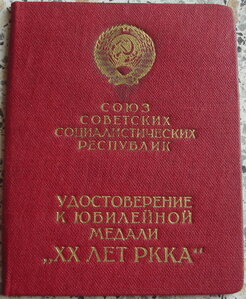 СОЮЗ
СОВЕТСКИХ
СОЦИАЛИСТИЧЕСКИХ
РЕСПУБЛИК
УДОСТОВЕРЕНИЕ
К ЮБИЛЕЙНОЙ
МЕДАЛИ
„XX ЛЕТ РККА“